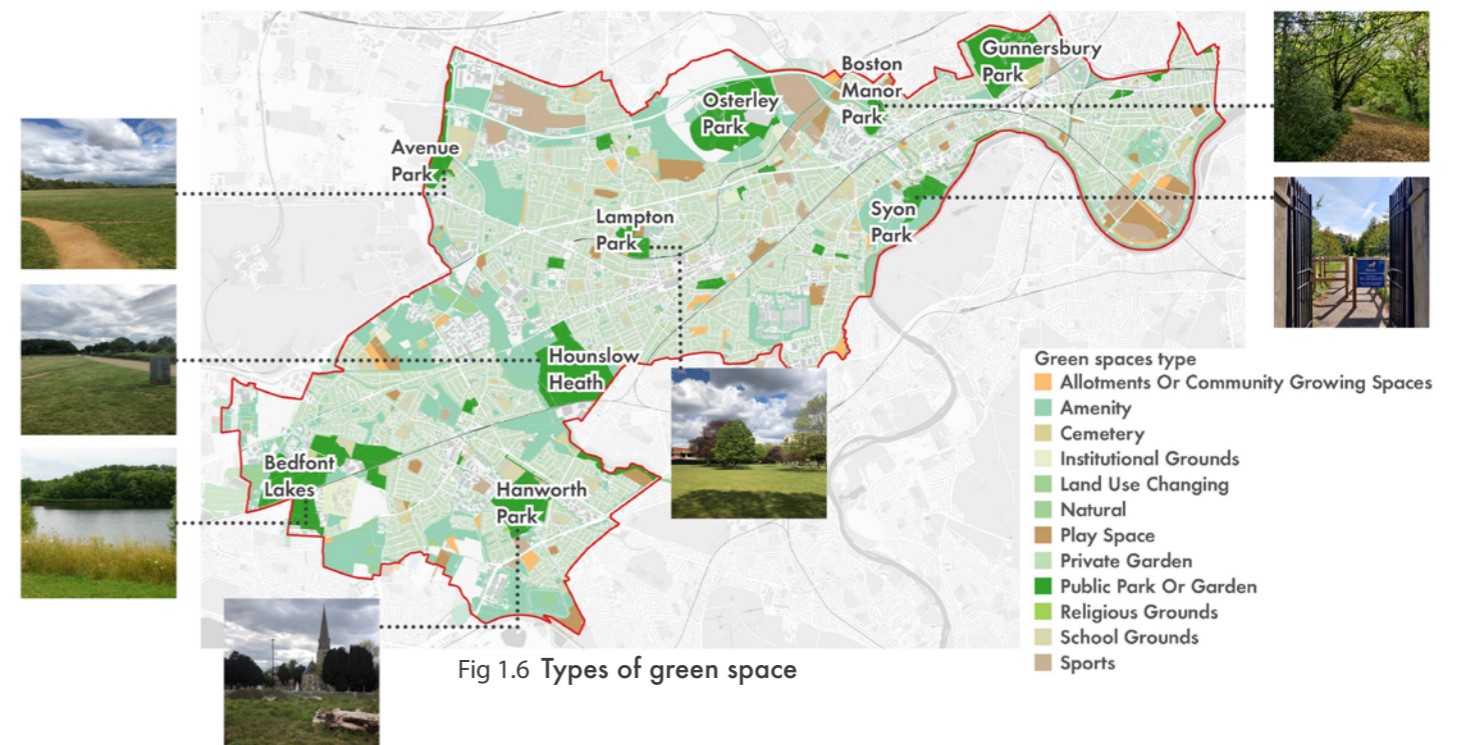 Gunnersbury
Park
Boston
Manor
Park
Osterley
Park
Avenue
Park
Lampton
Park
Syon
Park
Hounslow
Heath
Bedfont
Lakes
Hanworth
Park
Green spaces type
Allotments Or Community Growing Spaces
Amenity
Cemetery
Institutional Grounds
Land Use Changing
Natural
Play Space
Private Garden
Public Park Or Garden
Religious Grounds
School Grounds
Sports
Fig 1.6 Types of green space